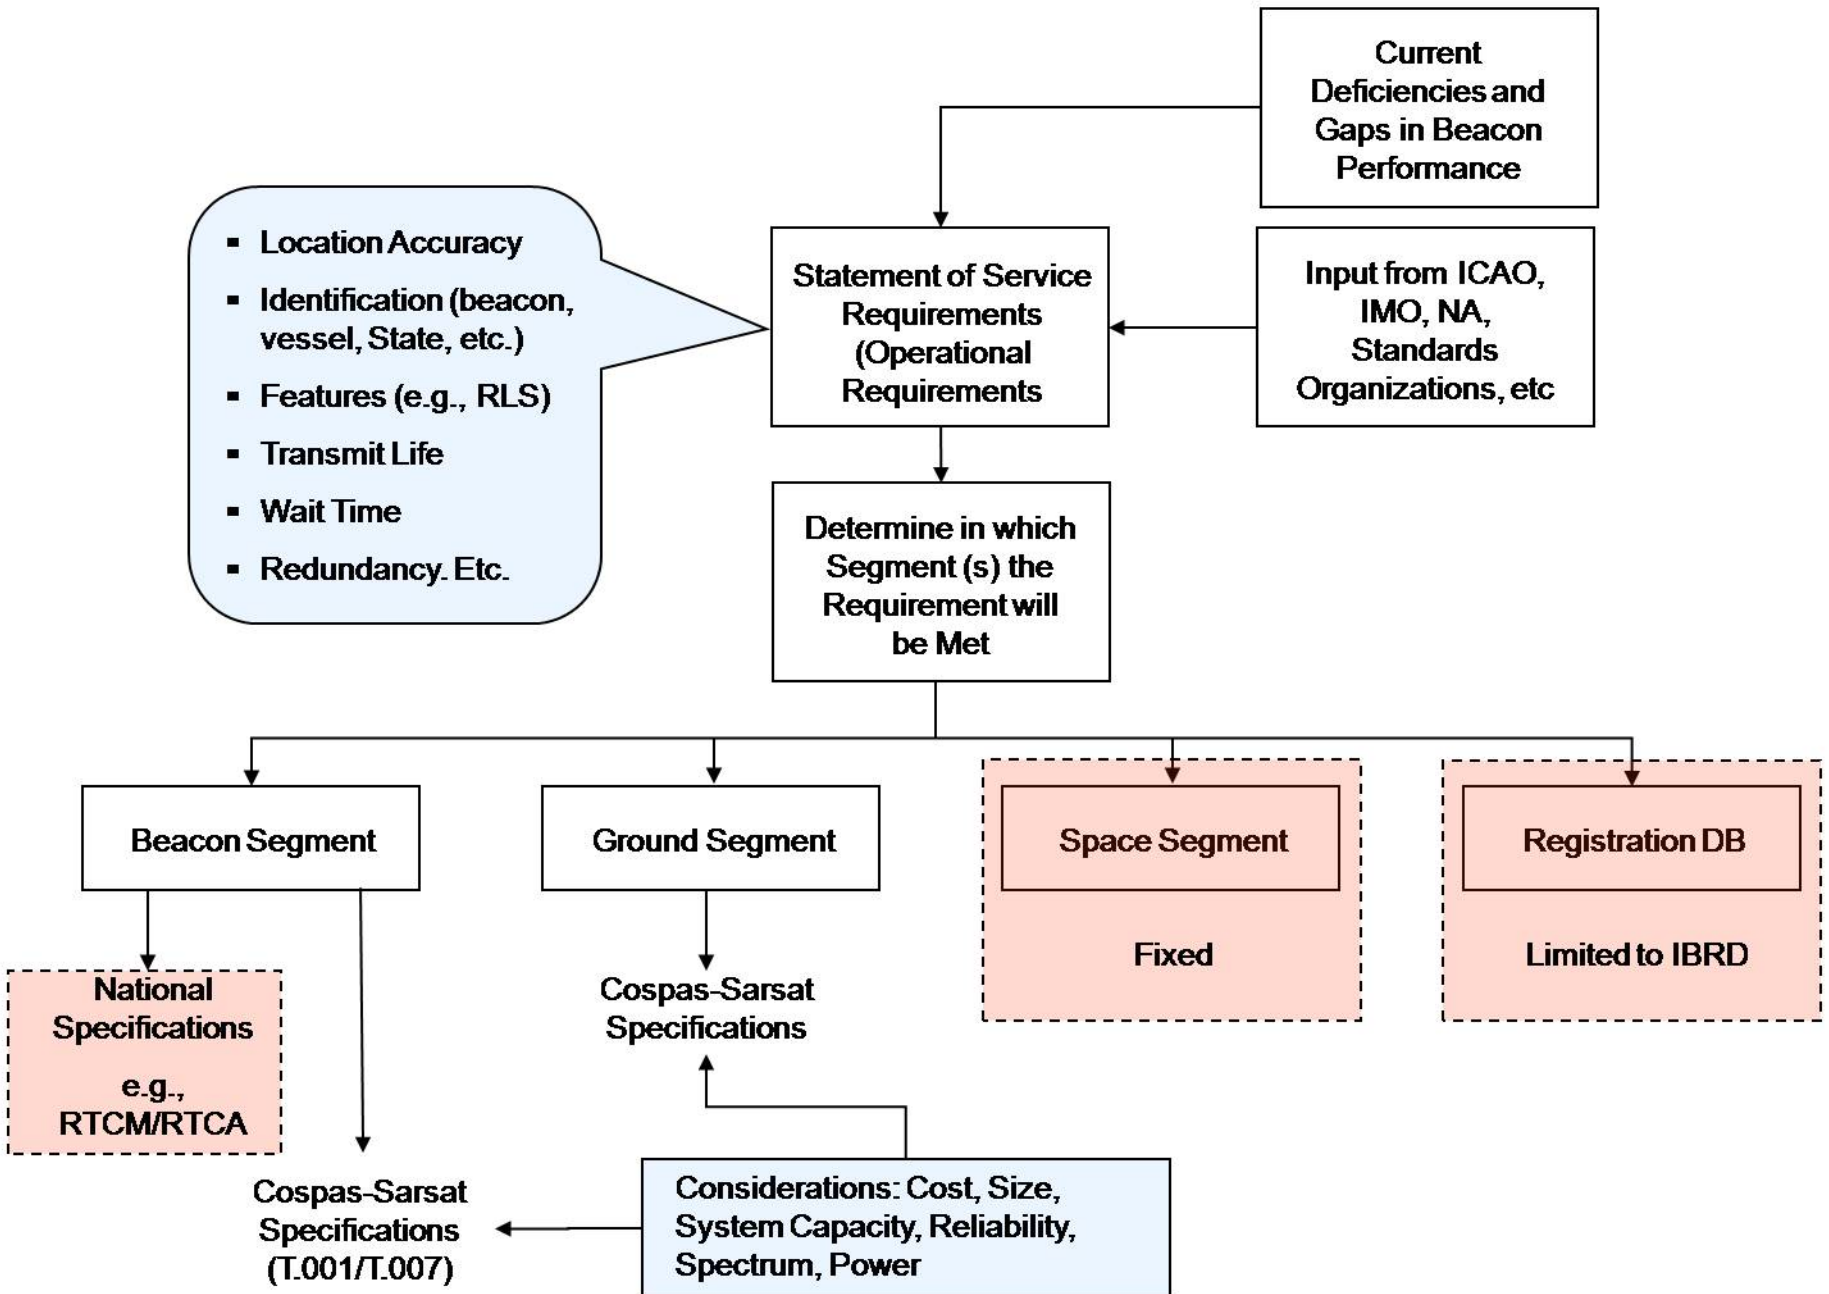 Current
Deficiencies and
Gaps in Beacon
Performance
▪ Location Accuracy
▪ Identification (beacon,
vessel, State, etc.)
▪ Features (e.g., RLS)
▪ Transmit Life
▪ Wait Time
▪ Redundancy. Etc.
Statement of Service
Requirements
(Operational
Requirements
Input from ICAO,
IMO, NA,
Standards
Organizations, etc
Determine in which
Segment (s) the
Requirement will
be Met
Beacon Segment
Ground Segment
Space Segment
Registration DB
Fixed
Limited to IBRD
National
Specifications
e.g.,
RTCM/RTCA
Cospas-Sarsat
Specifications
Cospas-Sarsat
Specifications
(T.001/T.007)
Considerations: Cost, Size,
System Capacity, Reliability,
Spectrum, Power